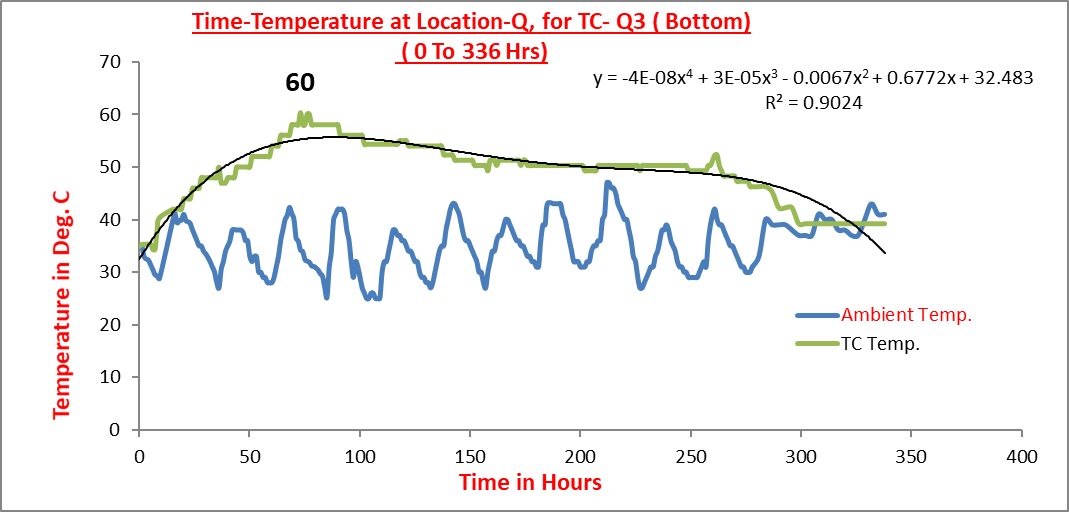 Time-Temperature at Location-Q, for TC- Q3 ( Bottom)
( 0 To 336 Hrs)
y = -4E-08x⁴ + 3E-05x³ - 0.0067x² + 0.6772x + 32.483
R² = 0.9024
60
Temperature in Deg. C
70
60
50
40
30
20
10
0
Ambient Temp.
TC Temp.
0 50 100 150 200 250 300 350 400
Time in Hours